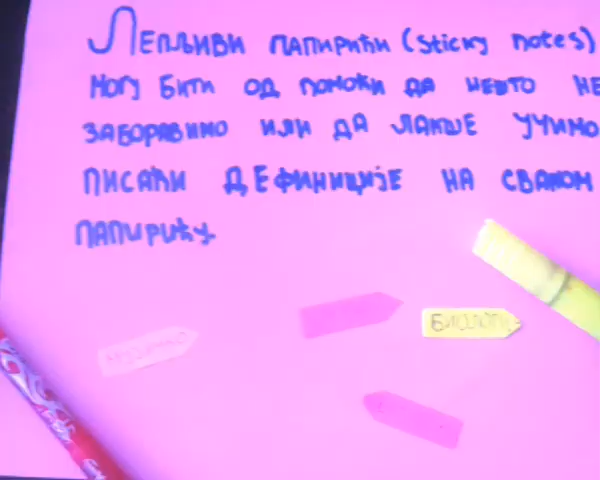 Лепљиви папирићи (sticky notes)
могу бити од помоћи да нешто не
заборавимо или да лакше учимо
пишући дефиниције на сваком
папирићу.